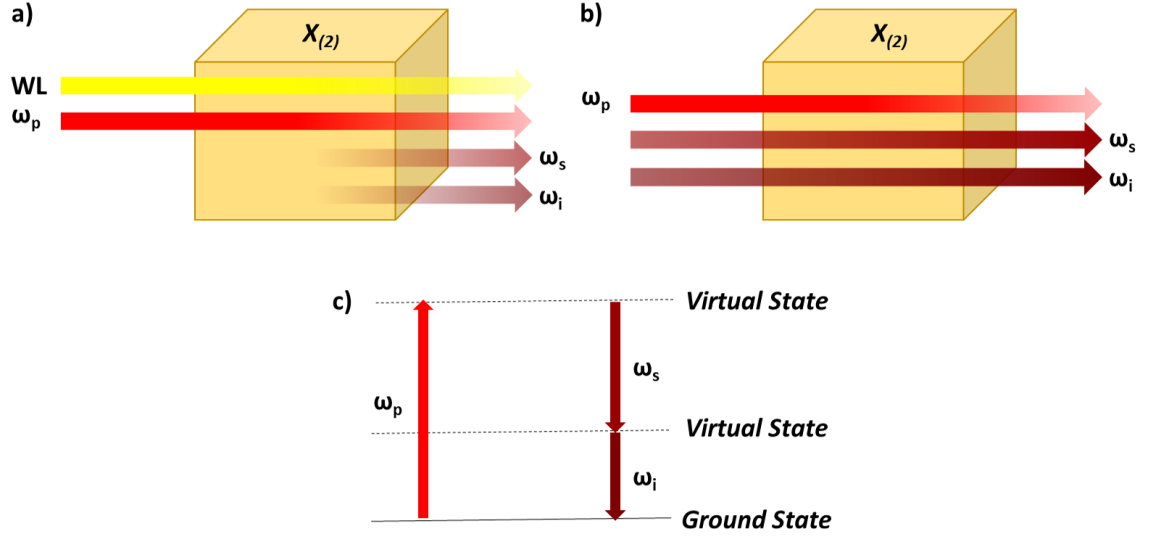 a)
X(2)
WL
ωp
ωs
ωi
b)
X(2)
ωp
ωs
ωi
c)
Virtual State
ωs
ωp
Virtual State
ωi
Ground State